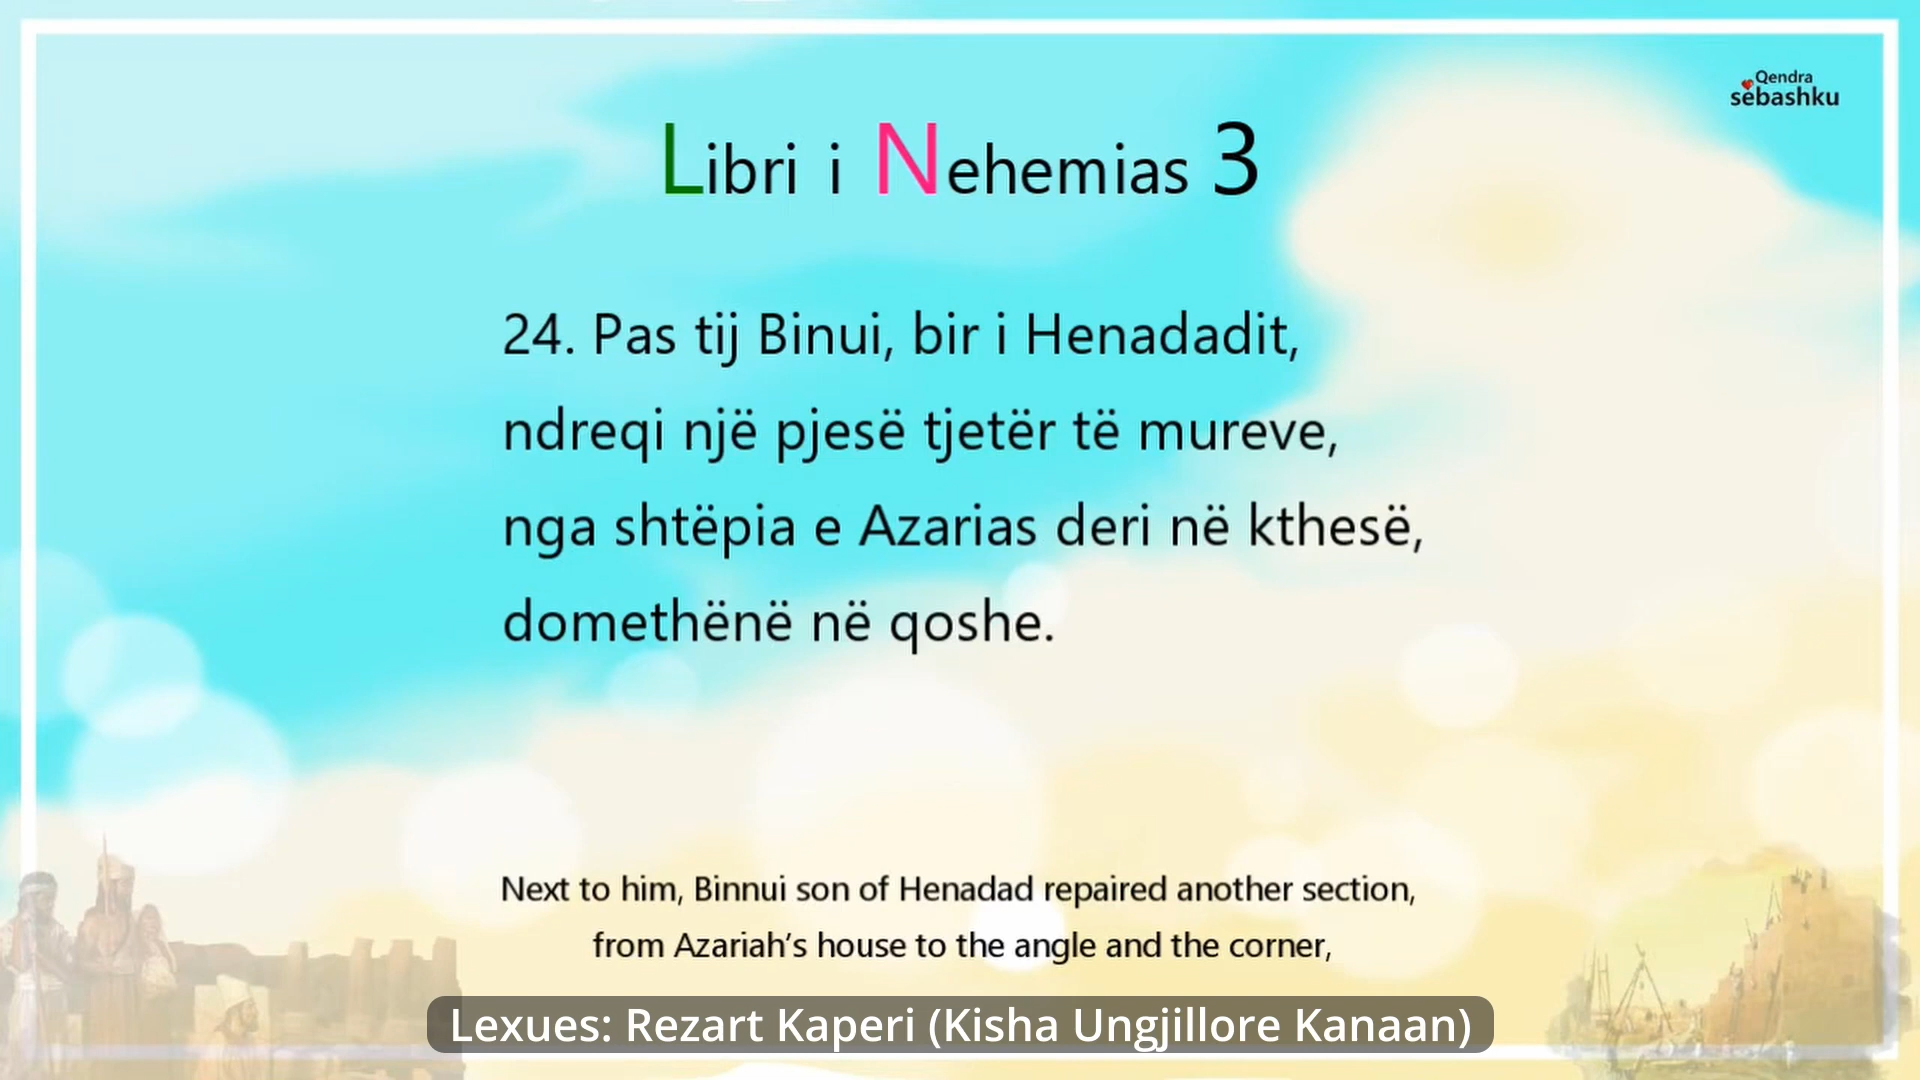 Qendra
sëbashku
Libri i Nehemias 3
24. Pas tij Binui, bir i Henadadit,
ndreqi një pjesë tjetër të mureve,
nga shtëpia e Azarias deri në kthesë,
domethënë në qoshe.
Next to him, Binnui son of Henadad repaired another section,
from Azariah’s house to the angle and the corner,
Lexues: Rezart Kaperi (Kisha Ungjillore Kanaan)